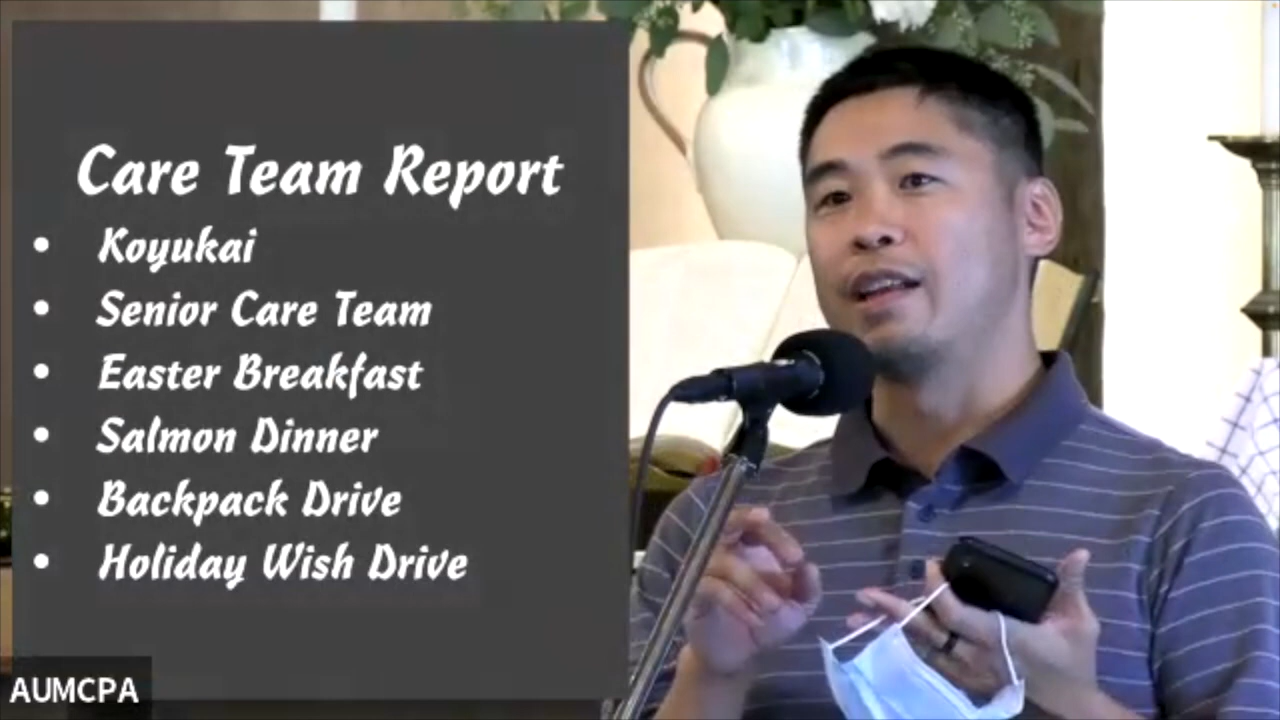 Care Team Report
• Koyukai
• Senior Care Team
• Easter Breakfast
• Salmon Dinner
• Backpack Drive
• Holiday Wish Drive
AUMCPA